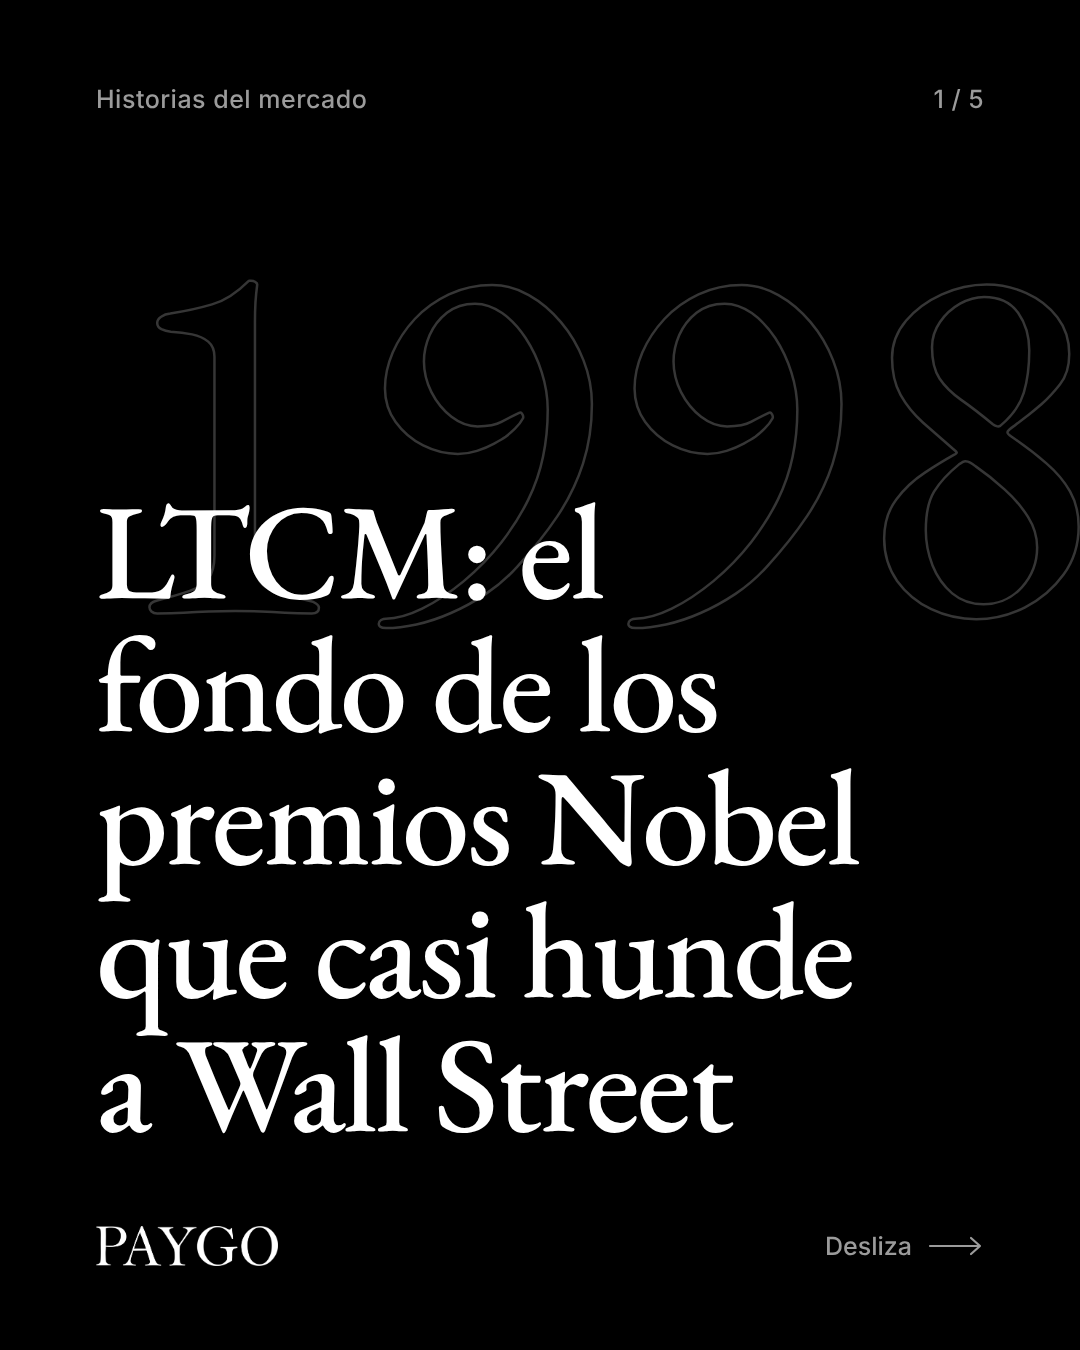 Historias del mercado
1 / 5
1998
LTCM: el
fondo de los
premios Nobel
que casi hunde
a Wall Street
PAYGO
Desliza